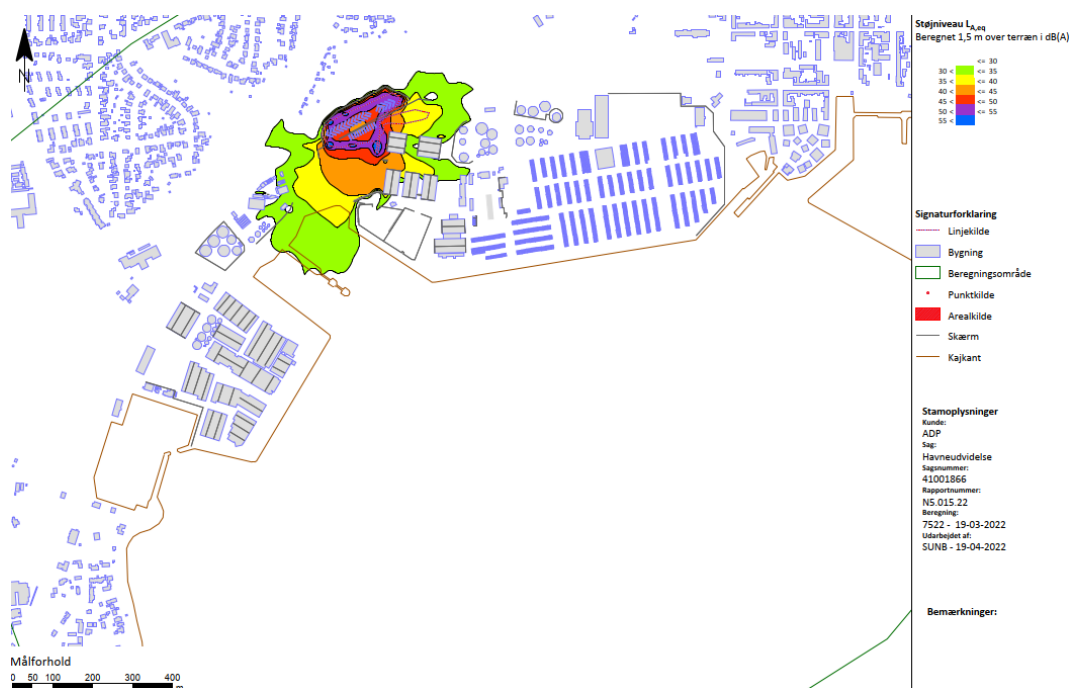 N
Støjniveau L A,eq
Beregnet 1,5 m over terræn i dB(A)
<= 30
30 < <= 35
35 < <= 40
40 < <= 45
45 < <= 50
50 < <= 55
55 <
Signaturforklaring
Linjekilde
Bygning
Beregningsområde
Punktkilde
Arealkilde
Skærm
Kajkant
Stamoplysninger
Kunde:
ADP
Sag:
Havneudvidelse
Sagsnummer:
41001866
Rapportnummer:
N5.015.22
Beregning:
7522 - 19-03-2022
Udarbejdet af:
SUNB - 19-04-2022
Bemærkninger:
Målforhold
0 50 100 200 300 400
m